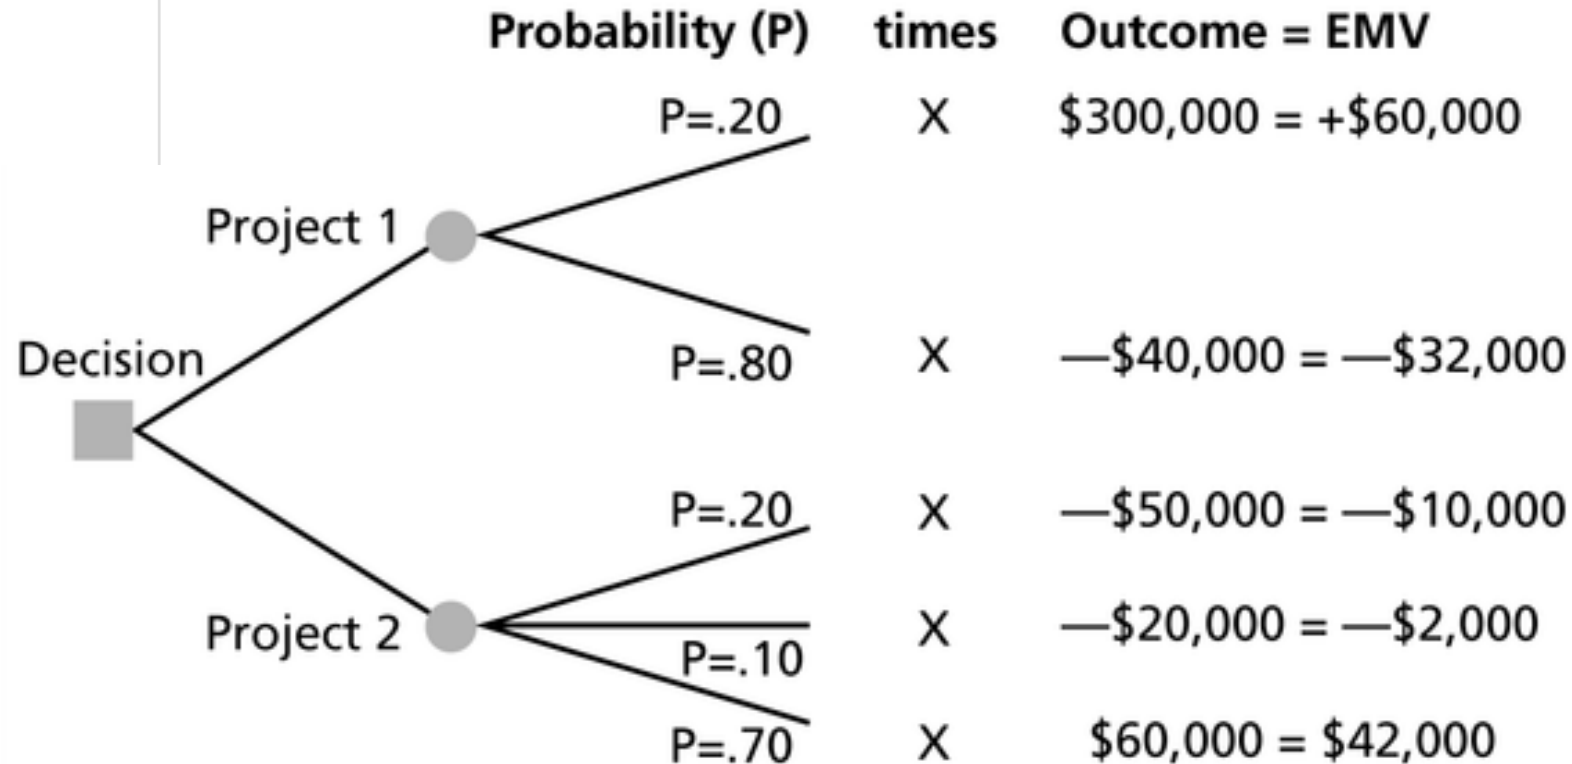 Probability (P) times Outcome = EMV
P=.20 X $300,000 = +$60,000
Project 1
P=.80 X —$40,000 = —$32,000
Decision
P=.20 X —$50,000 = —$10,000
Project 2
P=.10 X —$20,000 = —$2,000
P=.70 X $60,000 = $42,000